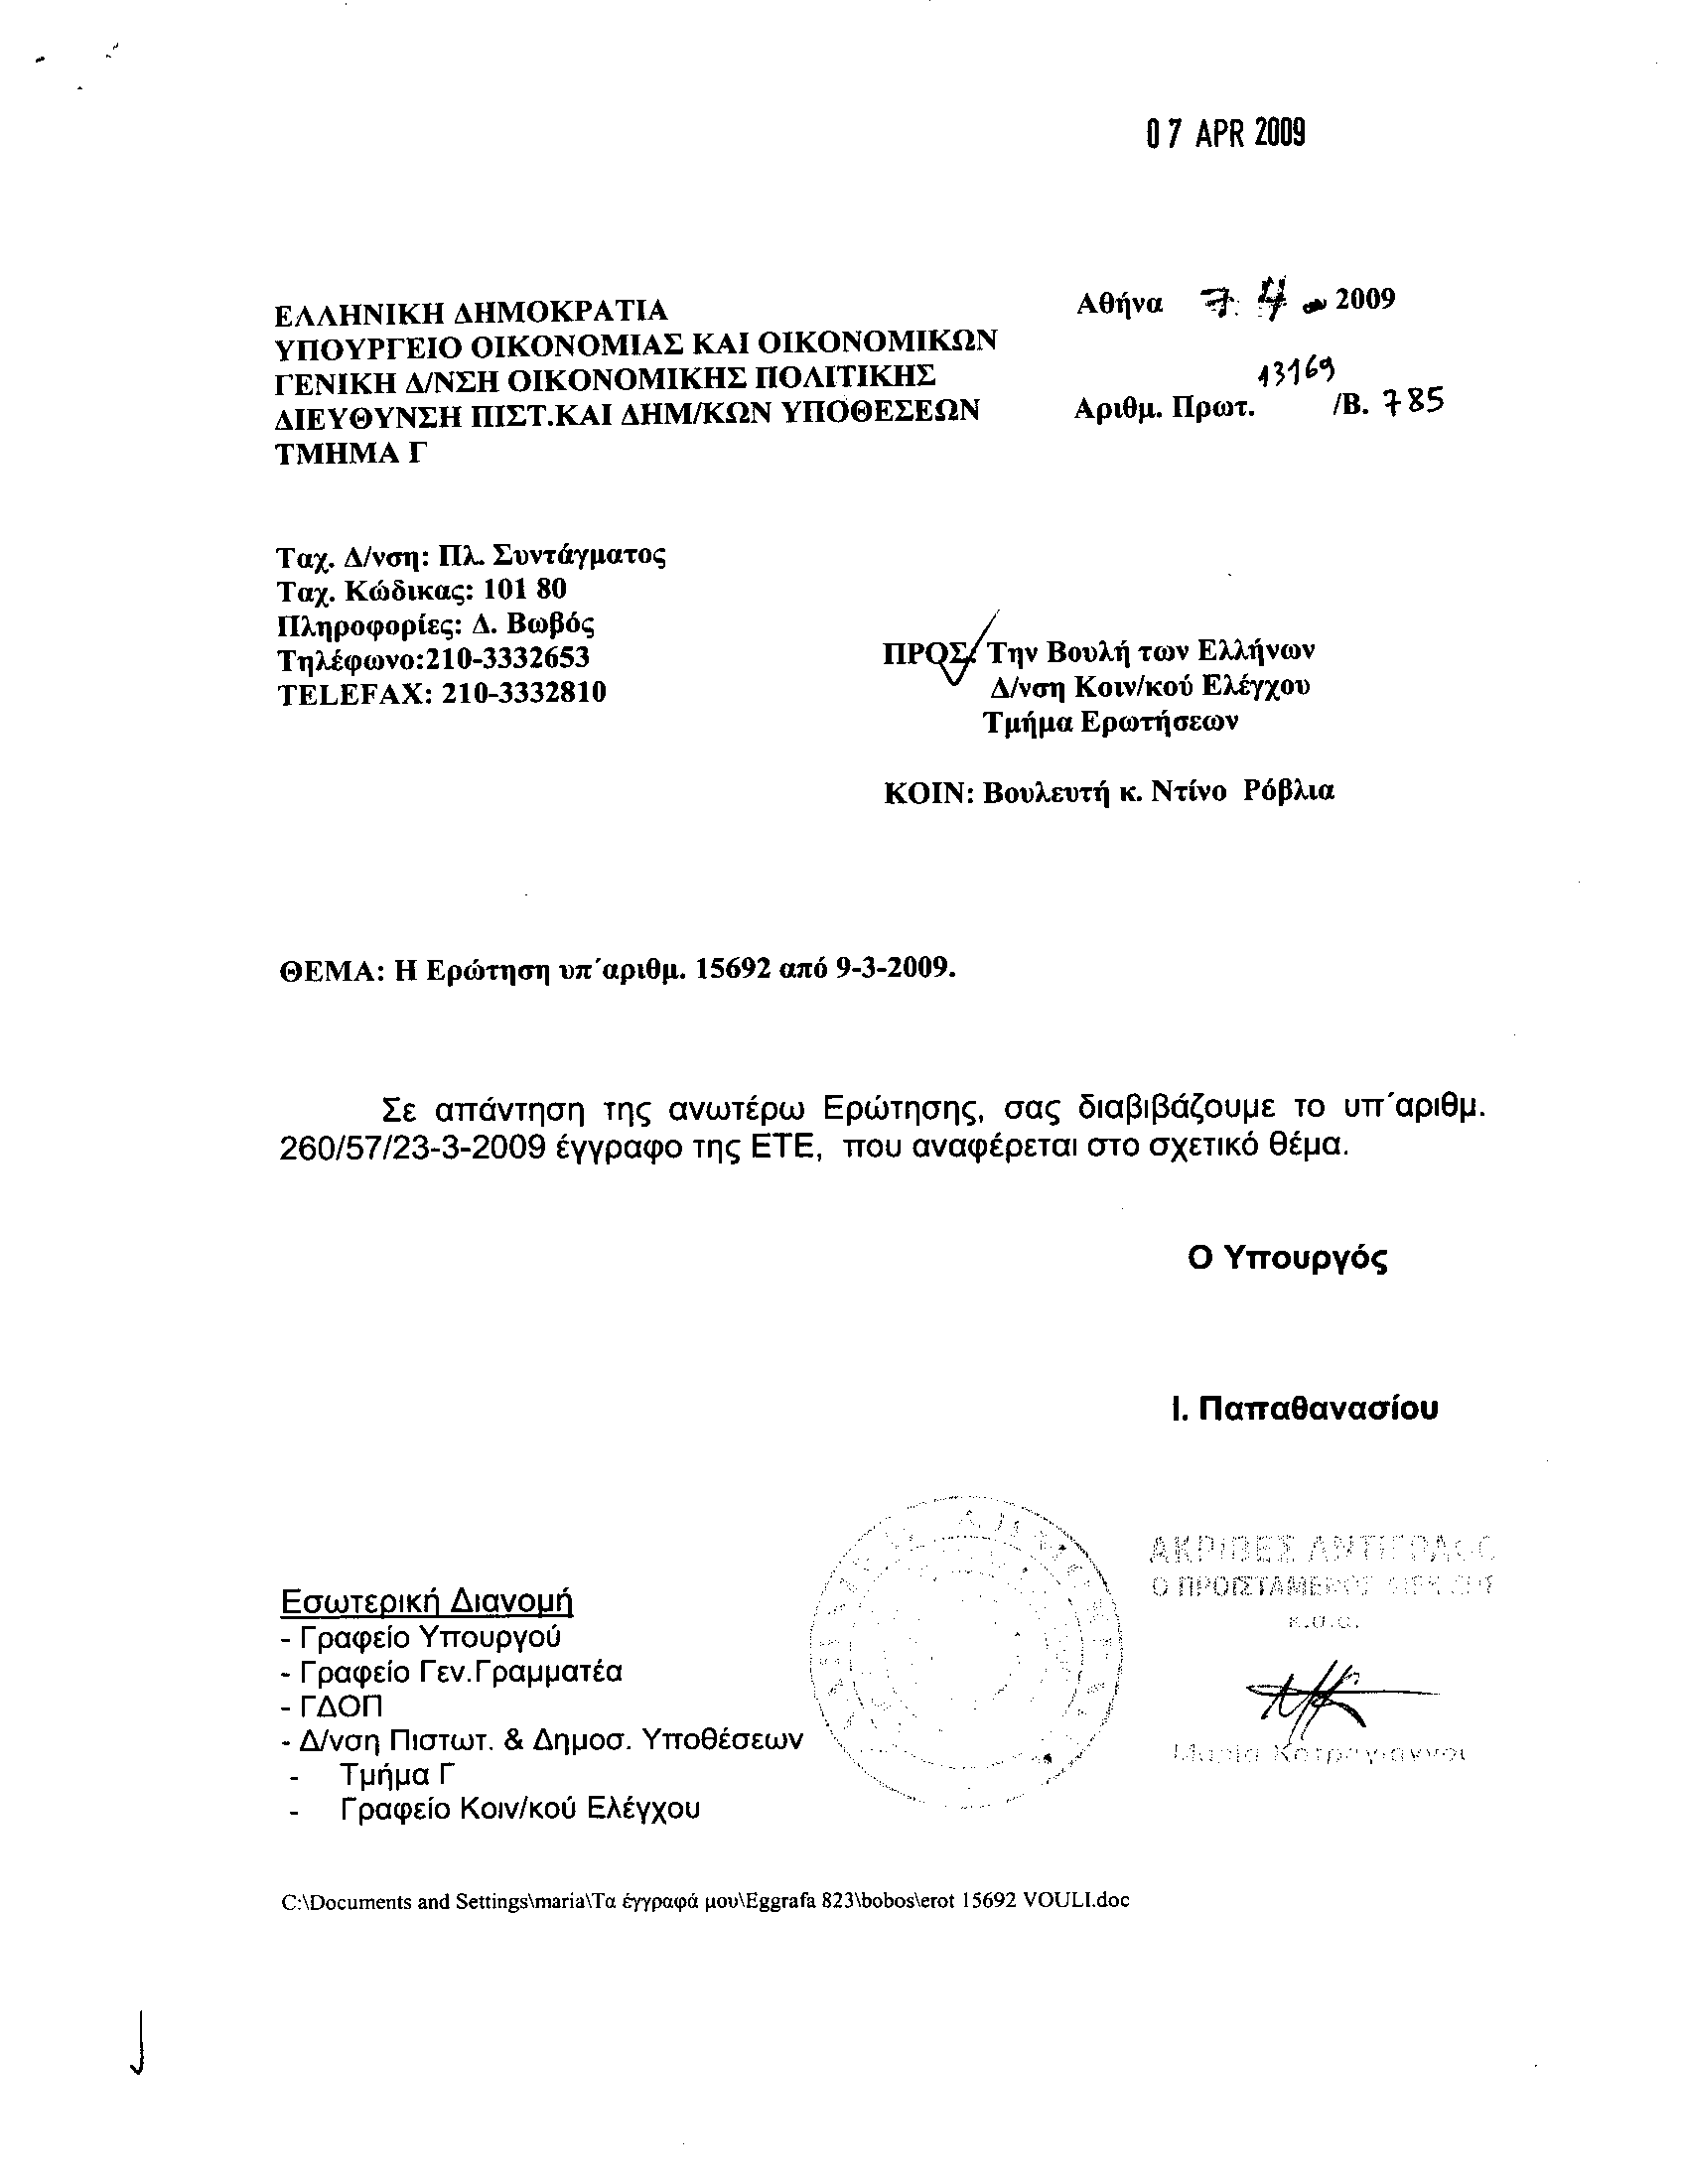 07 APR 2009
ΕΛΛΗΝΙΚΗ ΔΗΜΟΚΡΑΤΙΑ
ΥΠΟΥΡΓΕΙΟ ΟΙΚΟΝΟΜΙΑΣ ΚΑΙ ΟΙΚΟΝΟΜΙΚΩΝ
ΓΕΝΙΚΗ Δ/ΝΣΗ ΟΙΚΟΝΟΜΙΚΗΣ ΠΟΛΙΤΙΚΗΣ
ΔΙΕΥΘΥΝΣΗ ΠΙΣΤ.ΚΑΙ ΔΗΜ/ΚΩΝ ΥΠΟΘΕΣΕΩΝ
ΤΜΗΜΑ Γ
Αθήνα 7 4 2009
13169
Αριθμ. Πρωτ. /Β. 785
Ταχ. Δ/νση: Πλ. Συντάγματος
Ταχ. Κώδικας: 101 80
Πληροφορίες: Δ. Βωβός
Τηλέφωνο:210-3332653
TELEFAX: 210-3332810
ΠΡΟΣ: Την Βουλή των Ελλήνων
Δ/νση Κοιν/κού Ελέγχου
Τμήμα Ερωτήσεων
ΚΟΙΝ: Βουλευτή κ. Ντίνο Ρόβλια
ΘΕΜΑ: Η Ερώτηση υπ΄αριθμ. 15692 από 9-3-2009.
Σε απάντηση της ανωτέρω Ερώτησης, σας διαβιβάζουμε το υπ΄αριθμ.
260/57/23-3-2009 έγγραφο της ΕΤΕ, που αναφέρεται στο σχετικό θέμα.
Ο Υπουργός
Ι. Παπαθανασίου
ΑΚΡΙΒΕΣ ΑΝΤΙΓΡΑΦΟ
Ο ΠΡΟΪΣΤΑΜΕΝΟΣ
κ.α.α.
Μαρία
Εσωτερική Διανομή
- Γραφείο Υπουργού
- Γραφείο Γεν.Γραμματέα
- ΓΔΟΠ
- Δ/νση Πιστωτ. & Δημοσ. Υποθέσεων
- Τμήμα Γ
- Γραφείο Κοιν/κού Ελέγχου
C:\Documents and Settings\maria\Τα έγγραφά μου\Eggrafa 823\bobos\erot 15692 VOULI.doc